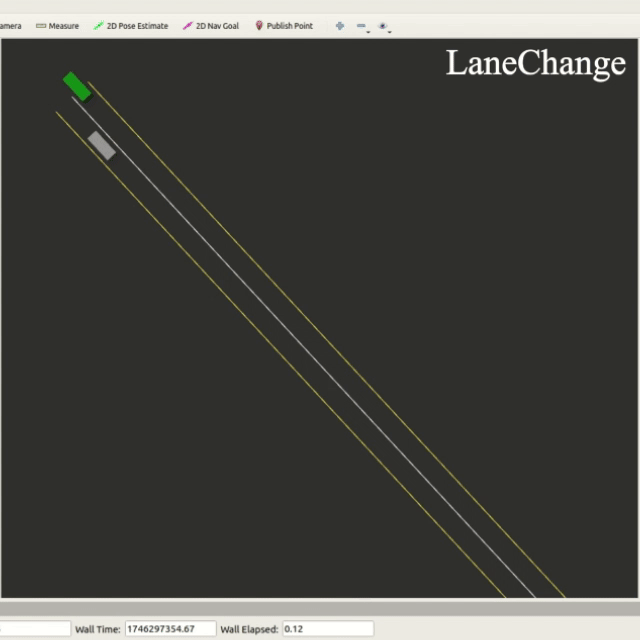 amera Measure 2D Pose Estimate 2D Nav Goal Publish Point
LaneChange
Wall Time: 1746297354.67 Wall Elapsed: 0.12